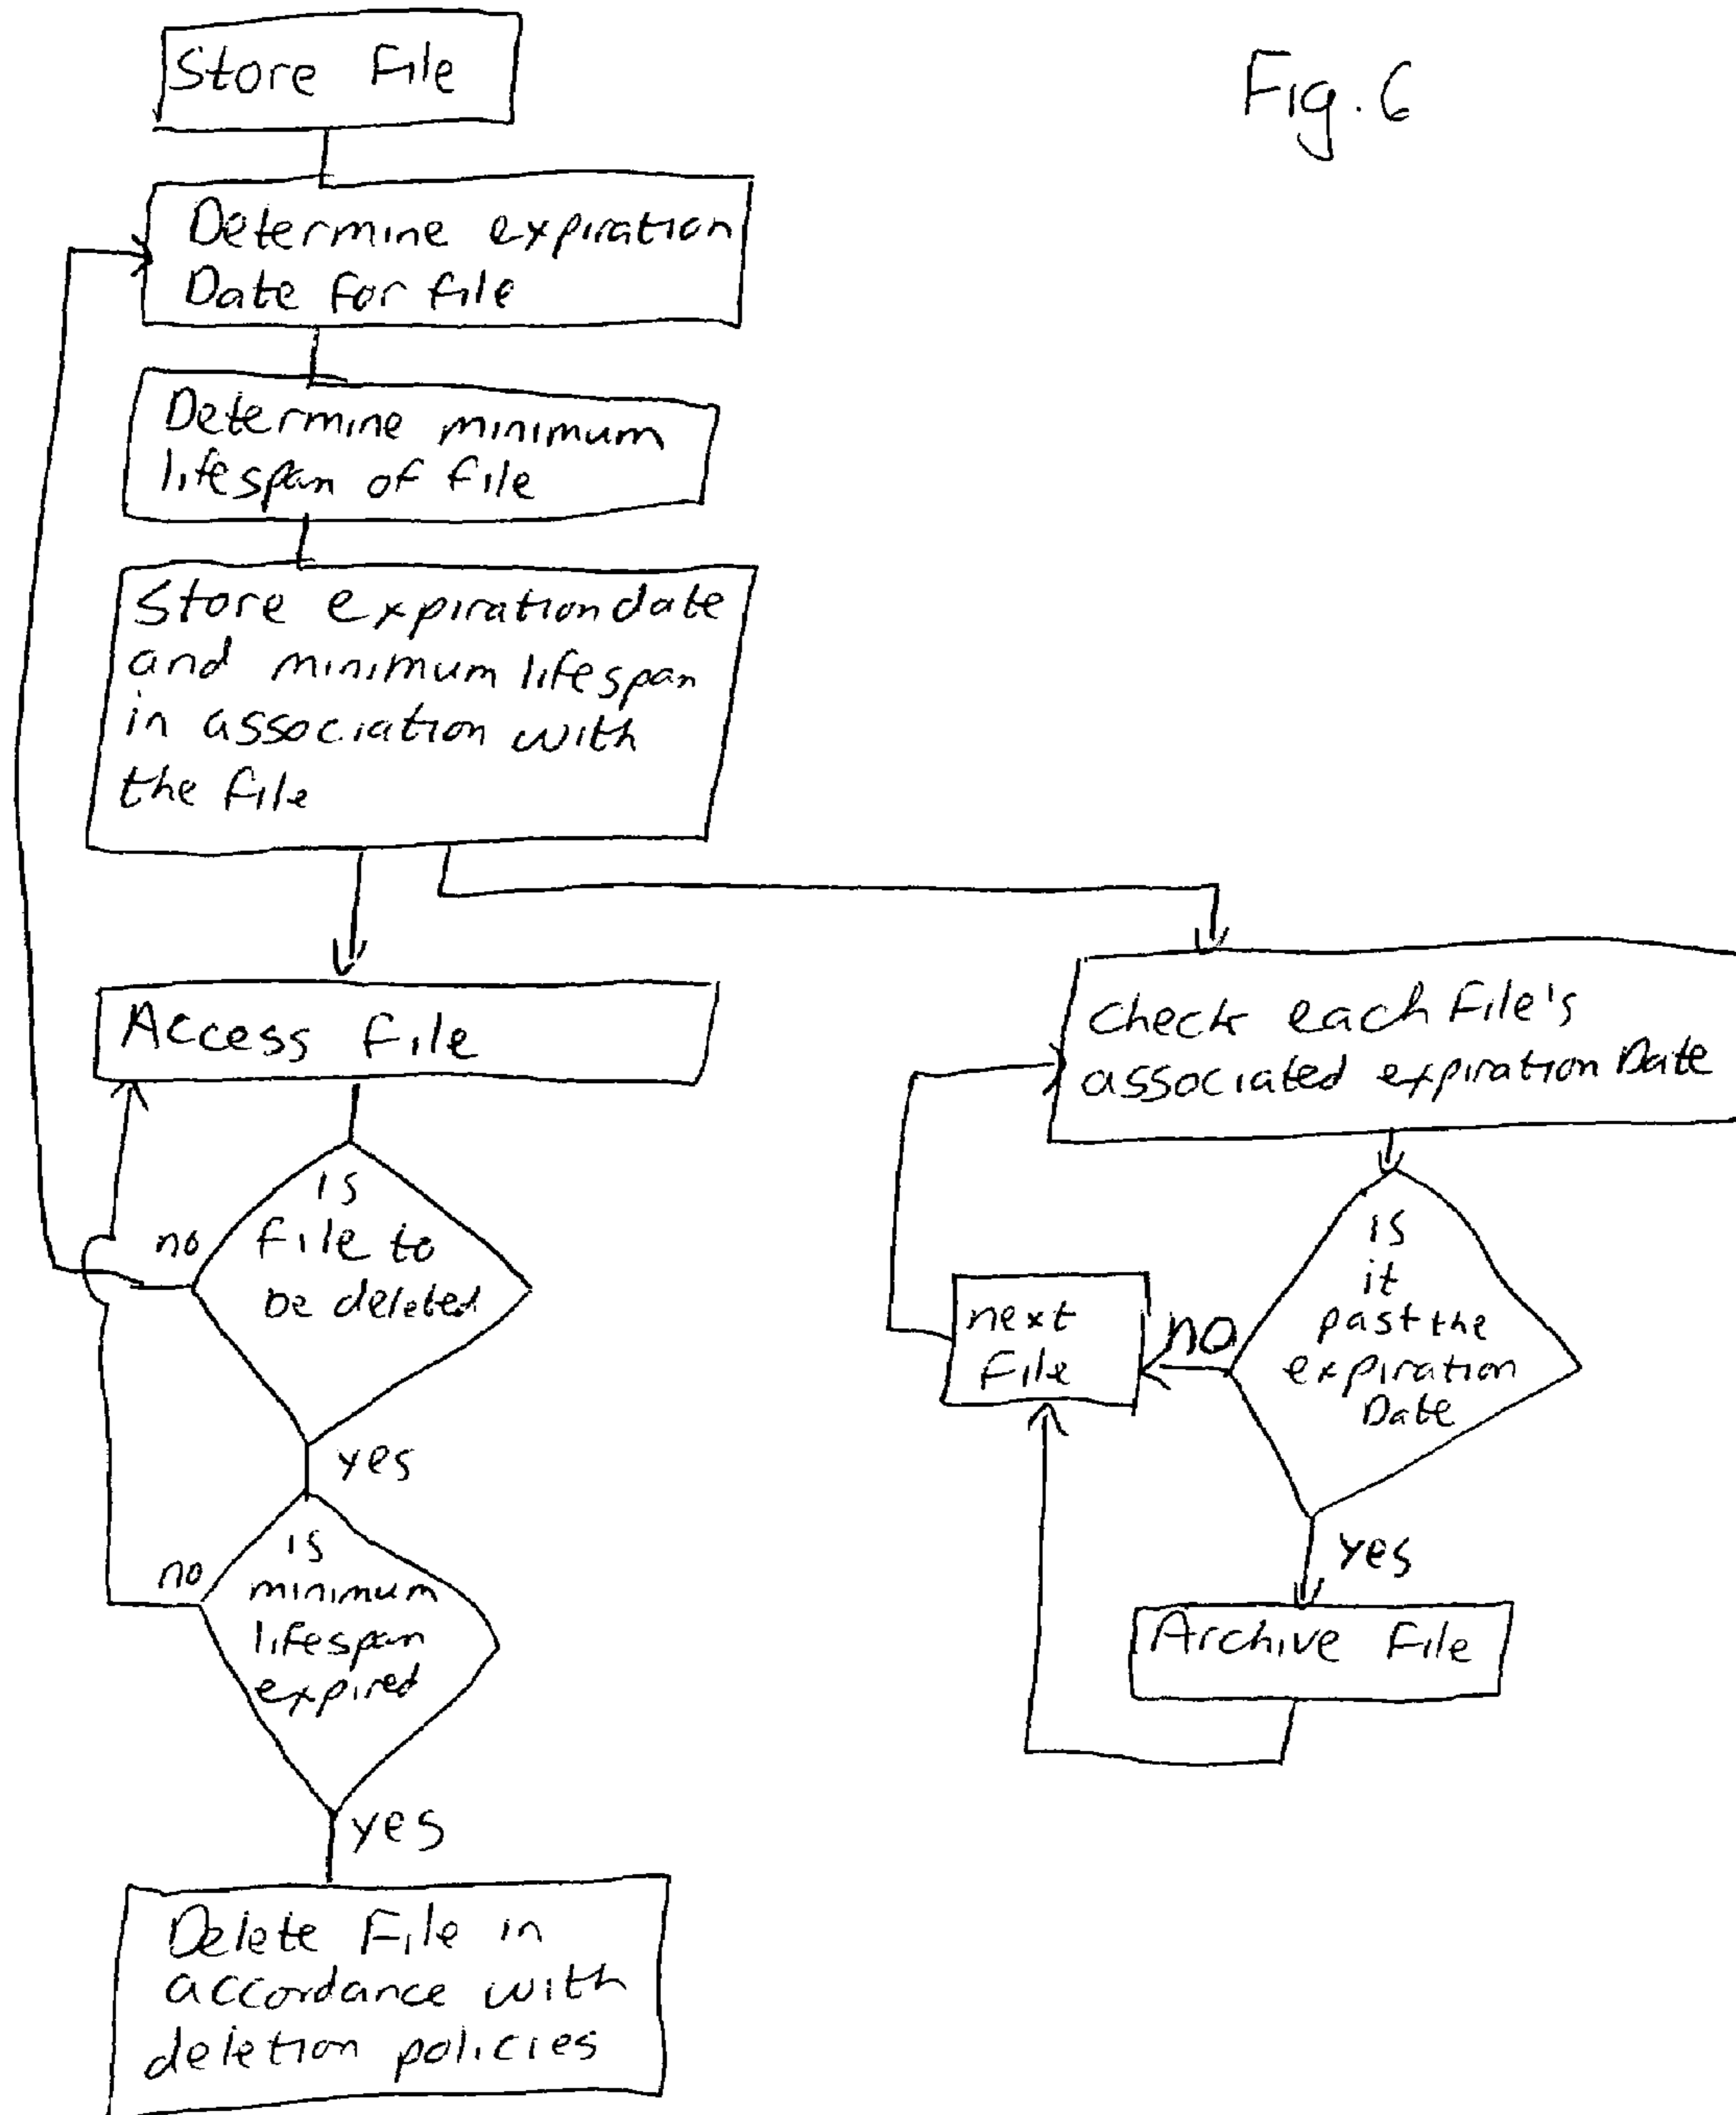 Store File
Fig. 6
Determine expiration
Date for file
Determine minimum
lifespan of file
Store expiration date
and minimum lifespan
in association with
the file
Access file
is
file to
be deleted
no
yes
is
minimum
lifespan
expired
no
yes
Delete File in
accordance with
deletion policies
check each file's
associated expiration Date
is
it
past the
expiration
Date
no
next
file
yes
Archive File